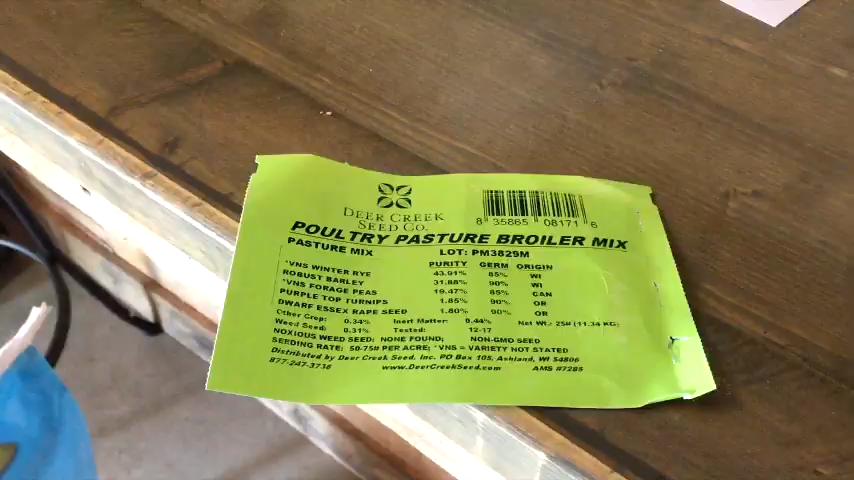 DEER CREEK
SEED CO.
8 35865 08171 6
POULTRY PASTURE BROILER MIX
PASTURE MIX LOT: PM3829M
PURITY GERM ORIGIN
*VNS WINTER RYE 43.91% 85% WI
ROBUST BARLEY 31.88% 90% WI
*VNS FORAGE PEAS 19.47% 85% CAN
PURPLE TOP TURNIPS 1.85% 90% OR
DWARF ESSEX RAPE SEED 1.80% 90% OR
Other Crop: 0.34% Inert Matter: 0.44% Net Wt.: 25# (11.34 KG)
Weed Seed: 0.31% Tested: 12-17
NOXIOUS WEED SEED: NONE FOUND; NON-GMO SEED
SEEDING RATE: 50-75# PER ACRE; *VNS = VARIETY NOT STATED
Distributed by Deer Creek Seed, Inc. PO Box 105, Ashland, WI 54806
877-247-3736 www.DeerCreekSeed.com AMS #7285